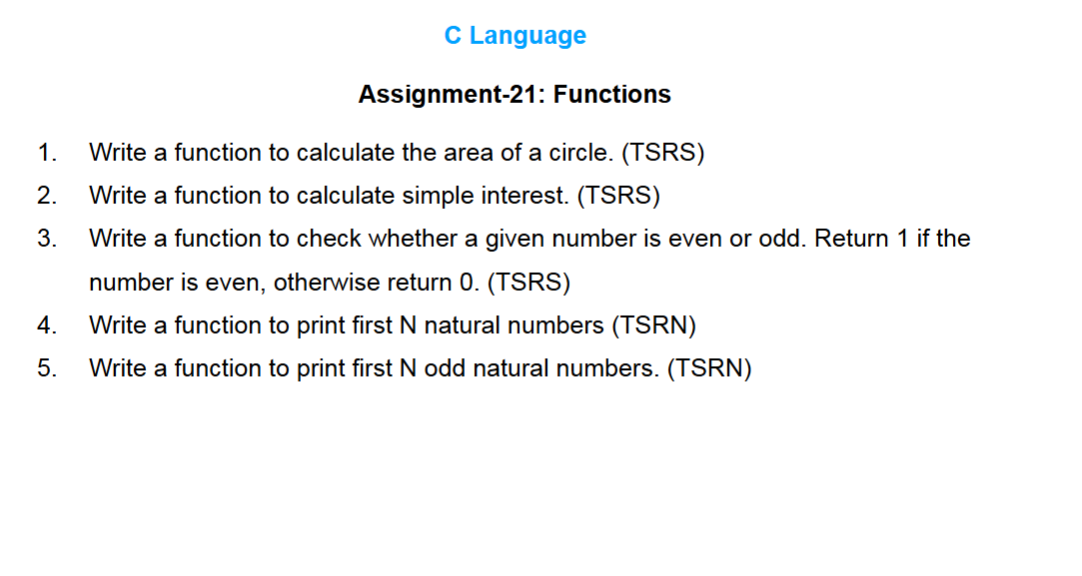 C Language
Assignment-21: Functions
1. Write a function to calculate the area of a circle. (TSRS)
2. Write a function to calculate simple interest. (TSRS)
3. Write a function to check whether a given number is even or odd. Return 1 if the
number is even, otherwise return 0. (TSRS)
4. Write a function to print first N natural numbers (TSRN)
5. Write a function to print first N odd natural numbers. (TSRN)